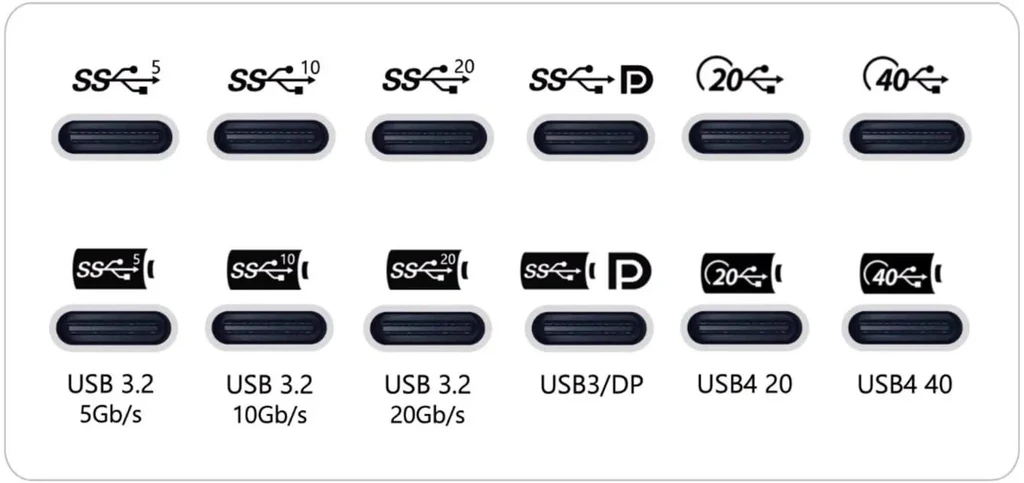 SS 5
SS 10
SS 20
SS D
20
40
SS 5
SS 10
SS 20
SS D
20
40
USB 3.2
5Gb/s
USB 3.2
10Gb/s
USB 3.2
20Gb/s
USB3/DP
USB4 20
USB4 40